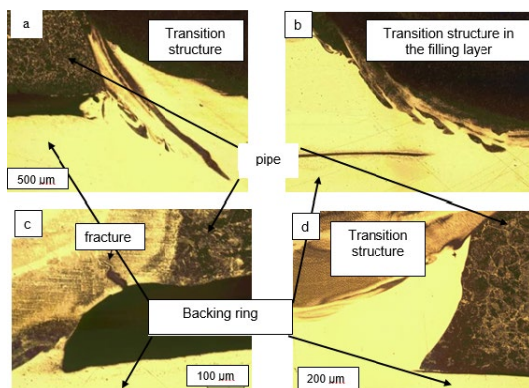 a
Transition
structure
b
Transition structure in
the filling layer
500 µm
pipe
c
fracture
d
Transition
structure
Backing ring
100 µm
200 µm